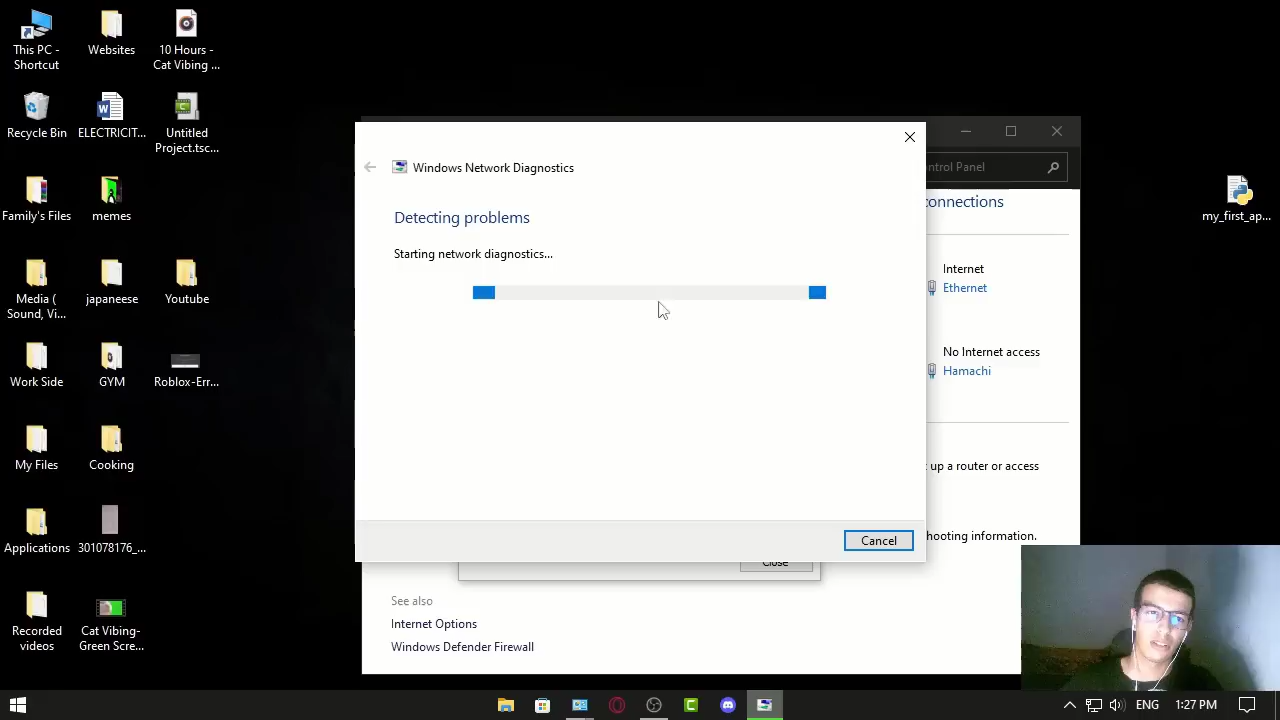 This PC -
Shortcut
Websites
10 Hours -
Cat Vibing ...
Recycle Bin
ELECTRICIT...
Untitled
Project.tsc...
Family's Files
memes
Media (
Sound, Vi...
japaneese
Youtube
Work Side
GYM
Roblox-Err...
My Files
Cooking
Applications
301078176_...
Recorded
videos
Cat Vibing-
Green Scre...
Windows Network Diagnostics
Detecting problems
Starting network diagnostics...
Cancel
Close
ontrol Panel
connections
Internet
Ethernet
No Internet access
Hamachi
up a router or access
hooting information.
See also
Internet Options
Windows Defender Firewall
my_first_ap...
ENG
1:27 PM